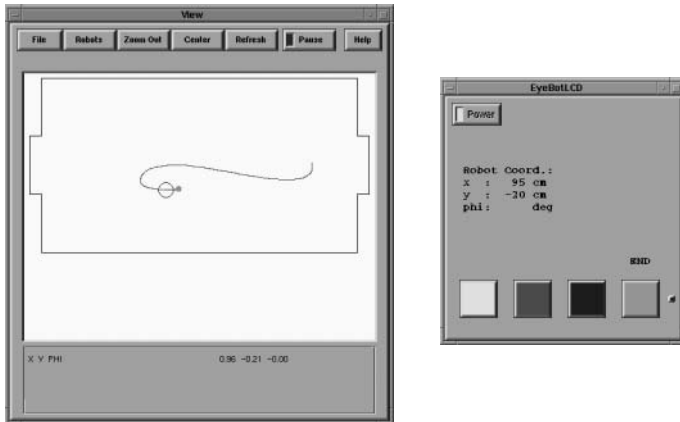 View
File Robots Zoom Out Center Refresh Pause Help
X Y PHI 0.96 -0.21 -0.00
EyeBotLCD
Power
Robot Coord.:
x : 95 cm
y : -20 cm
phi: deg
END